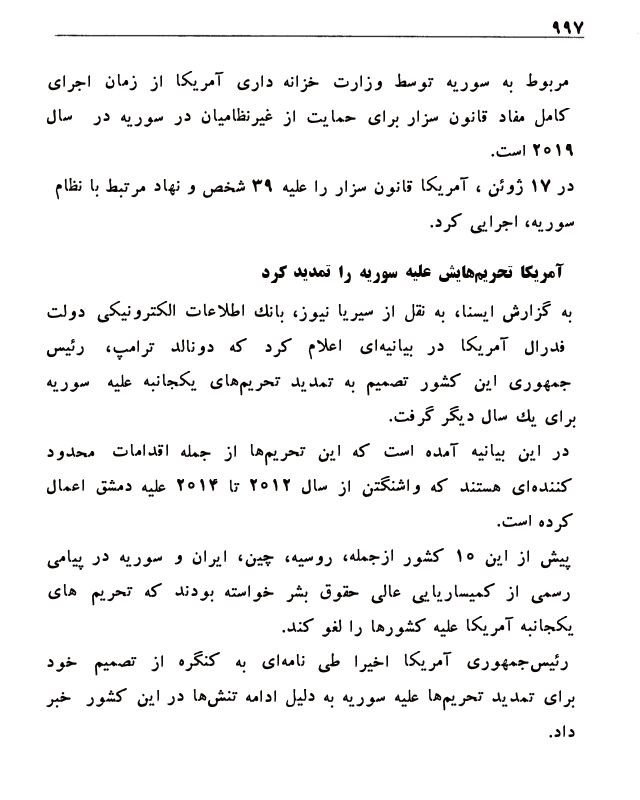 ۹۹۷
مربوط به سوریه توسط وزارت خزانه داری آمریکا از زمان اجرای
کامل مفاد قانون سزار برای حمایت از غیرنظامیان در سوریه در سال
۲۰۱۹ است.
در ۱۷ ژوئن ، آمریکا قانون سزار را علیه ۳۹ شخص و نهاد مرتبط با نظام
سوریه، اجرایی کرد.
آمریکا تحریم‌هایش علیه سوریه را تمدید کرد
به گزارش ایسنا، به نقل از سیریا نیوز، بانك اطلاعات الکترونیکی دولت
فدرال آمریکا در بیانیه‌ای اعلام کرد که دونالد ترامپ، رئیس
جمهوری این کشور تصمیم به تمدید تحریم‌های یکجانبه علیه سوریه
برای یك سال دیگر گرفت.
در این بیانیه آمده است که این تحریم‌ها از جمله اقدامات محدود
کننده‌ای هستند که واشنگتن از سال ۲۰۱۲ تا ۲۰۱۴ علیه دمشق اعمال
کرده است.
پیش از این ۱۵ کشور ازجمله، روسیه، چین، ایران و سوریه در پیامی
رسمی از کمیساریایی عالی حقوق بشر خواسته بودند که تحریم های
یکجانبه آمریکا علیه کشورها را لغو کند.
رئیس‌جمهوری آمریکا اخیرا طی نامه‌ای به کنگره از تصمیم خود
برای تمدید تحریم‌ها علیه سوریه به دلیل ادامه تنش‌ها در این کشور خبر
داد.